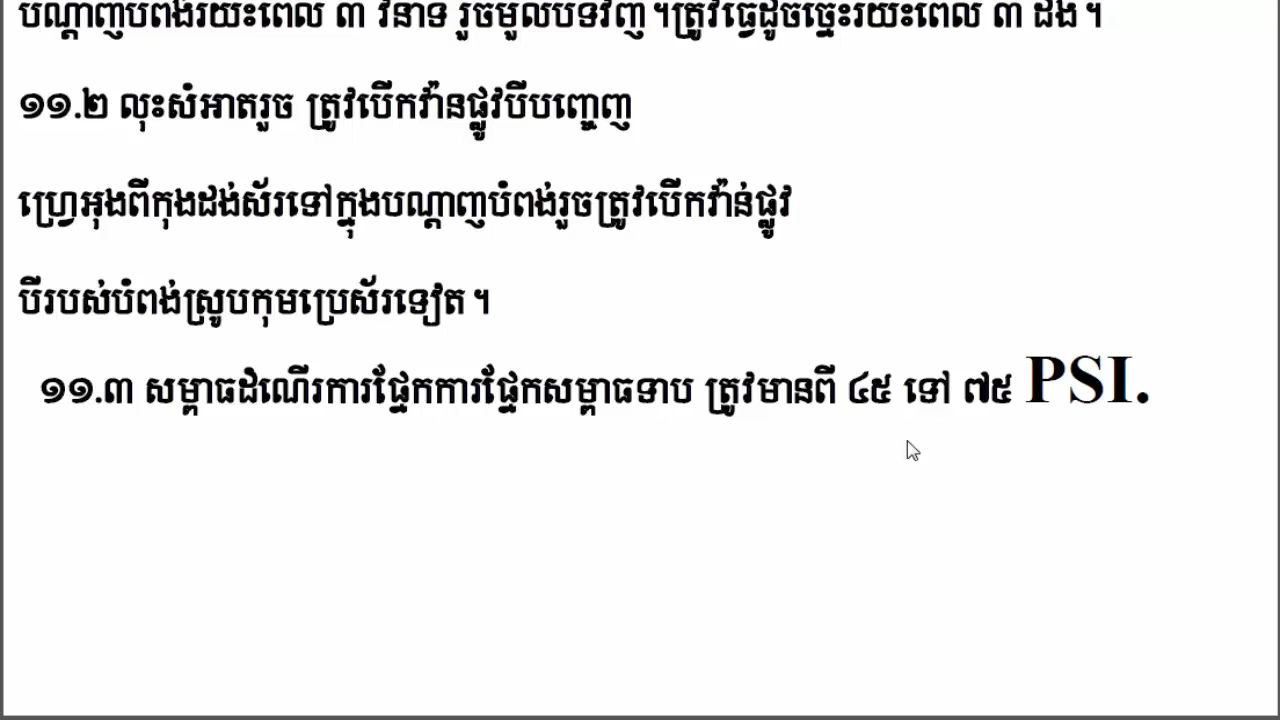 បណ្ដាញបំពង់រយះពេល ៣ វិនាទី រួចមួលបិទវិញ។ត្រូវធ្វើដូចច្នេះរយះពេល ៣ ដង។
១១.២ លុះសំអាតរួច ត្រូវបើកវ៉ានផ្លូវបីបញ្ចេញ
ហ្វ្រេអុងពីកុងដង់ស័រទៅក្នុងបណ្ដាញបំពង់រួចត្រូវបើកវ៉ាន់ផ្លូវ
បីរបស់បំពង់ស្រូបកុមប្រេស័រទៀត។
១១.៣ សម្ពាធដំណើរការផ្នែកការផ្នែកសម្ពាធទាប ត្រូវមានពី ៤៥ ទៅ ៧៥ PSI.